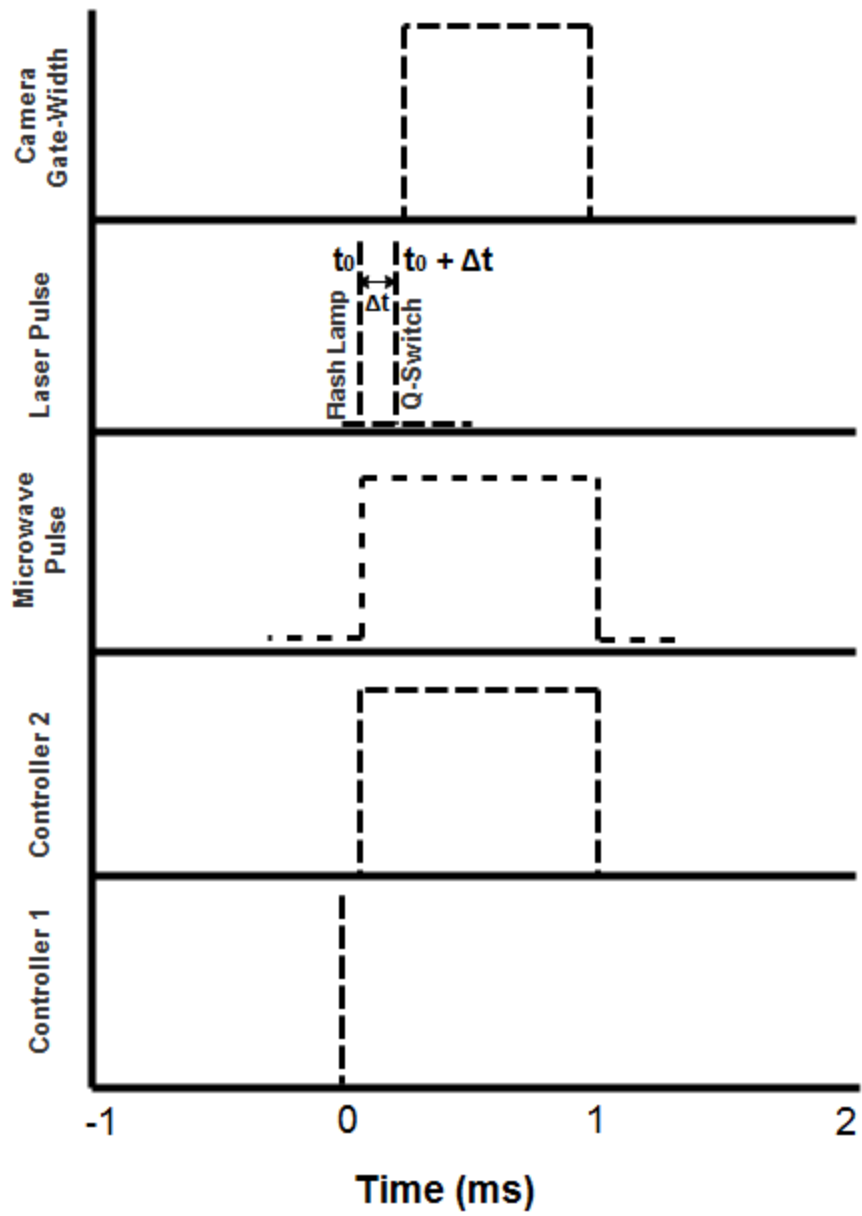 Camera
Gate-Width
t₀ t₀ + Δt
Δt
Flash Lamp
Q-Switch
Laser Pulse
Microwave
Pulse
Controller 2
Controller 1
-1 0 1 2
Time (ms)